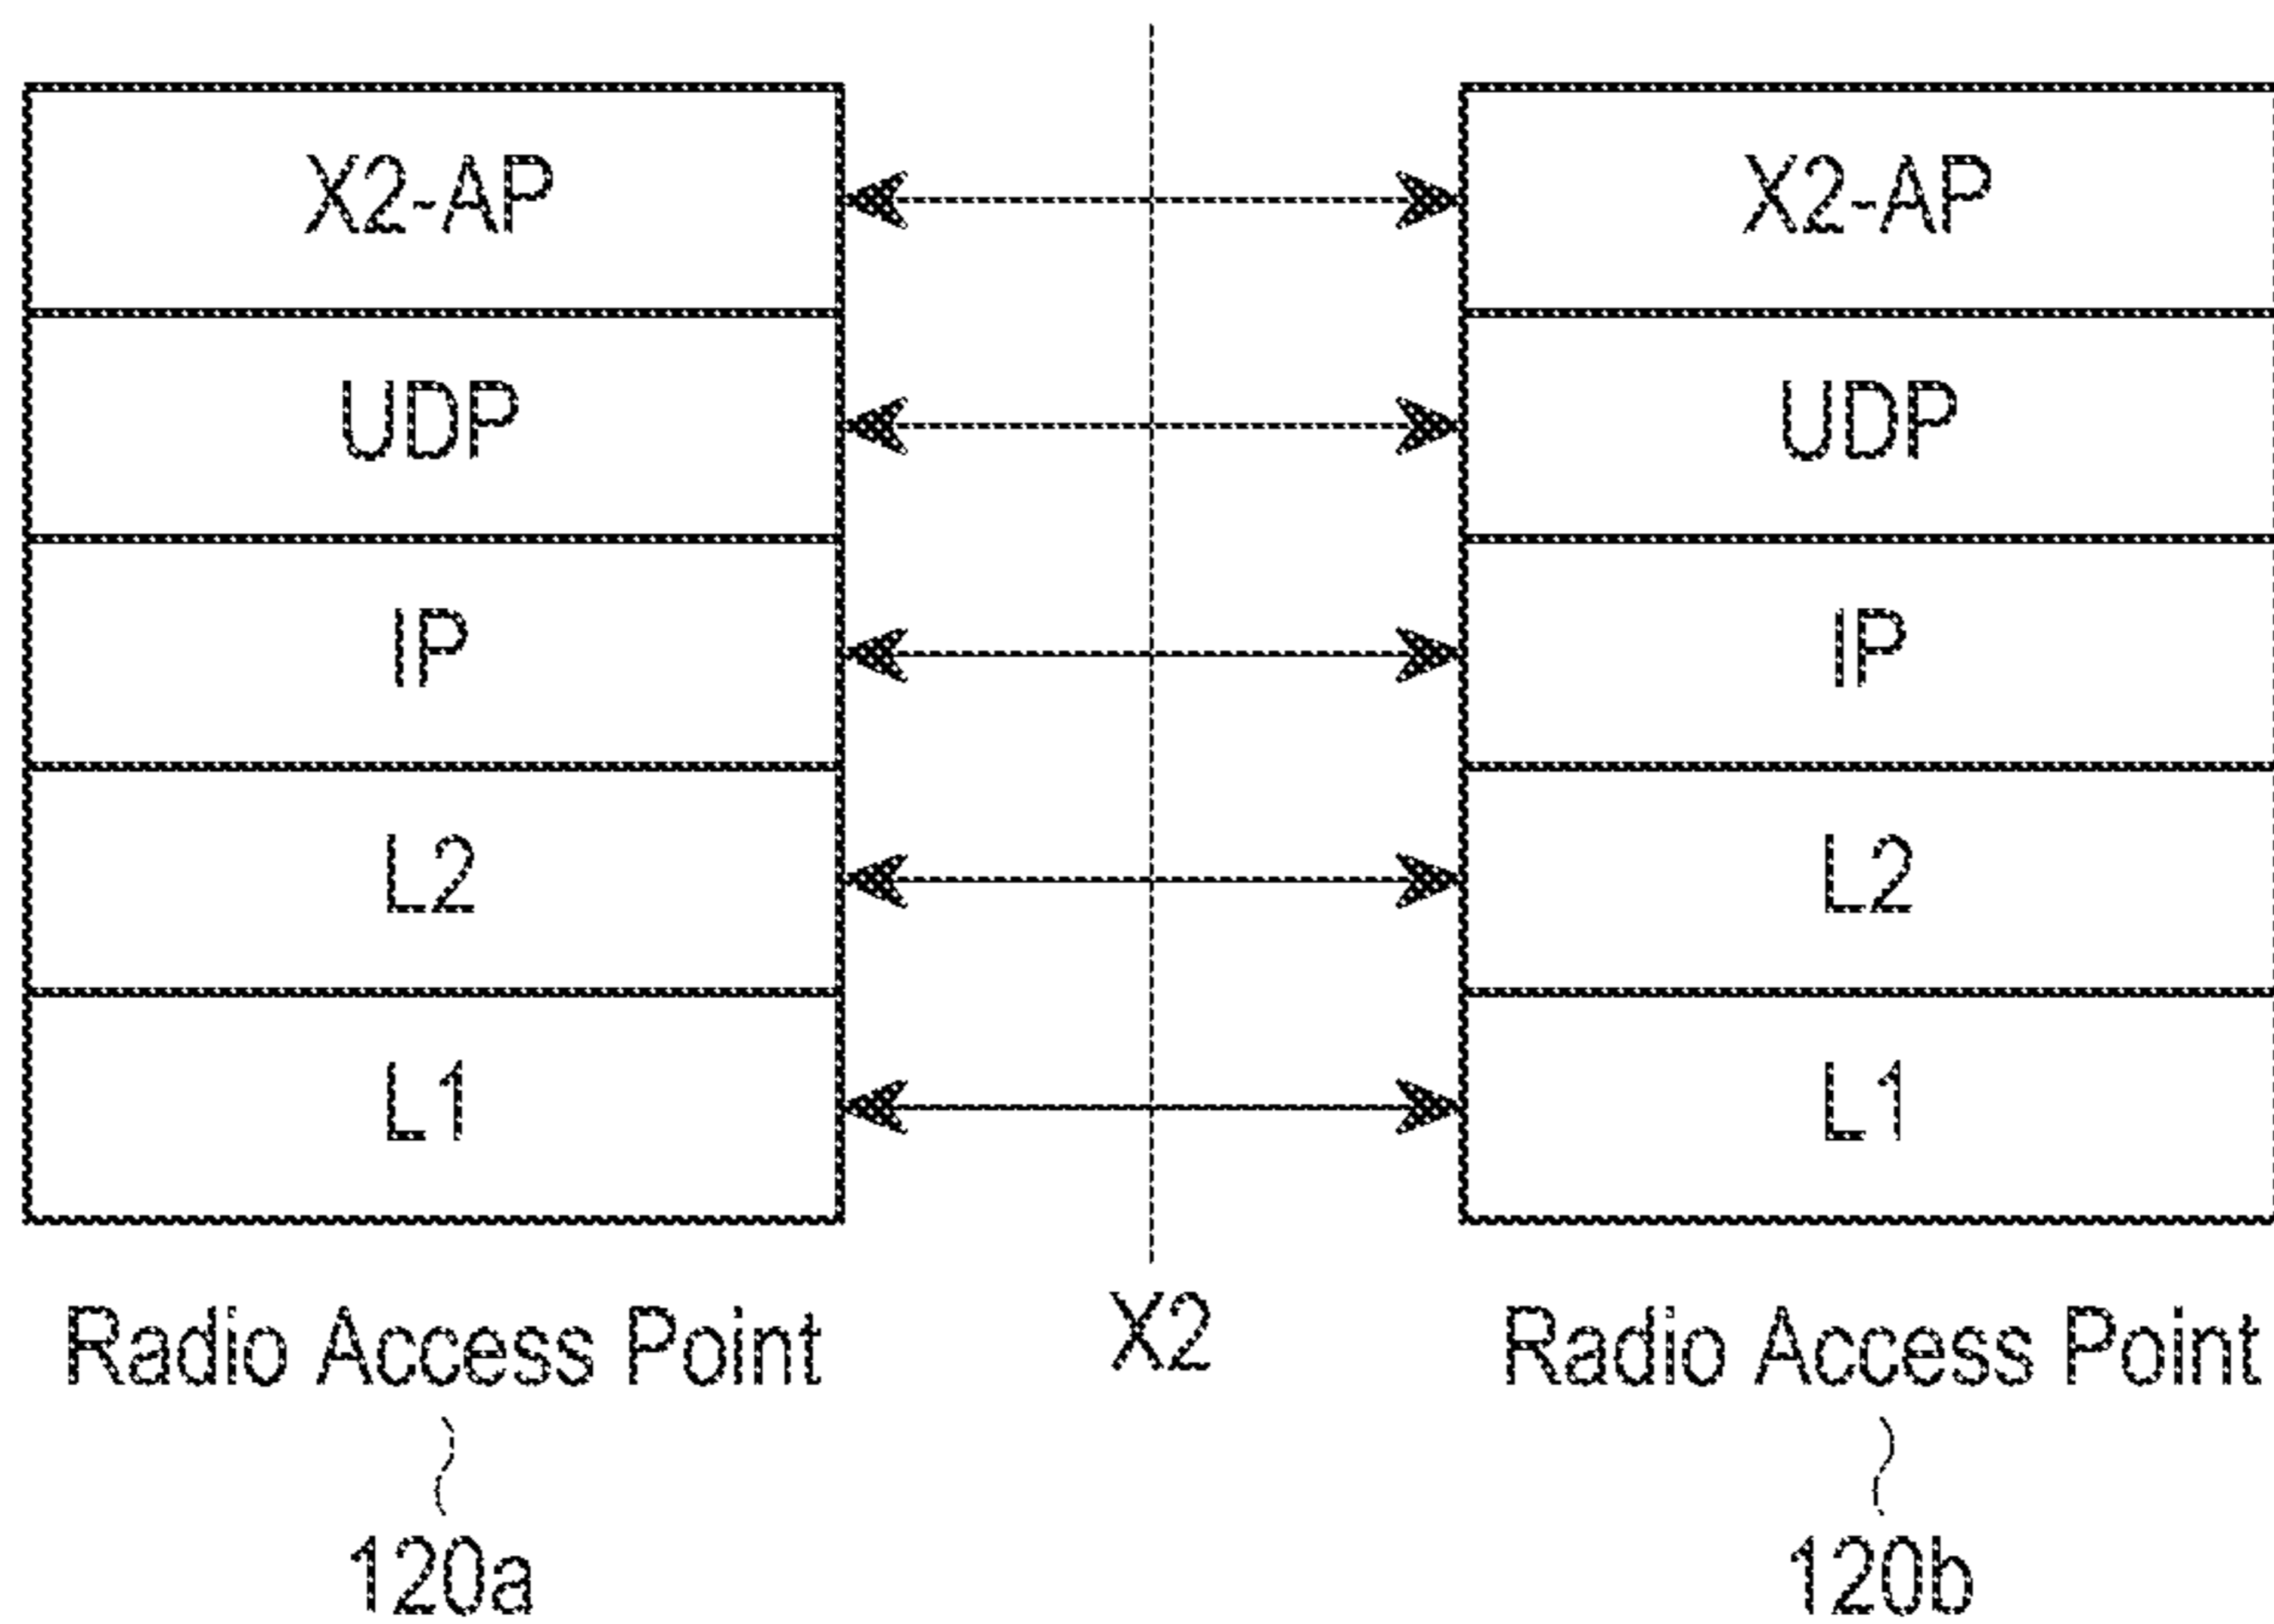 X2-AP X2-AP
UDP UDP
IP IP
L2 L2
L1 L1
Radio Access Point X2 Radio Access Point
120a 120b